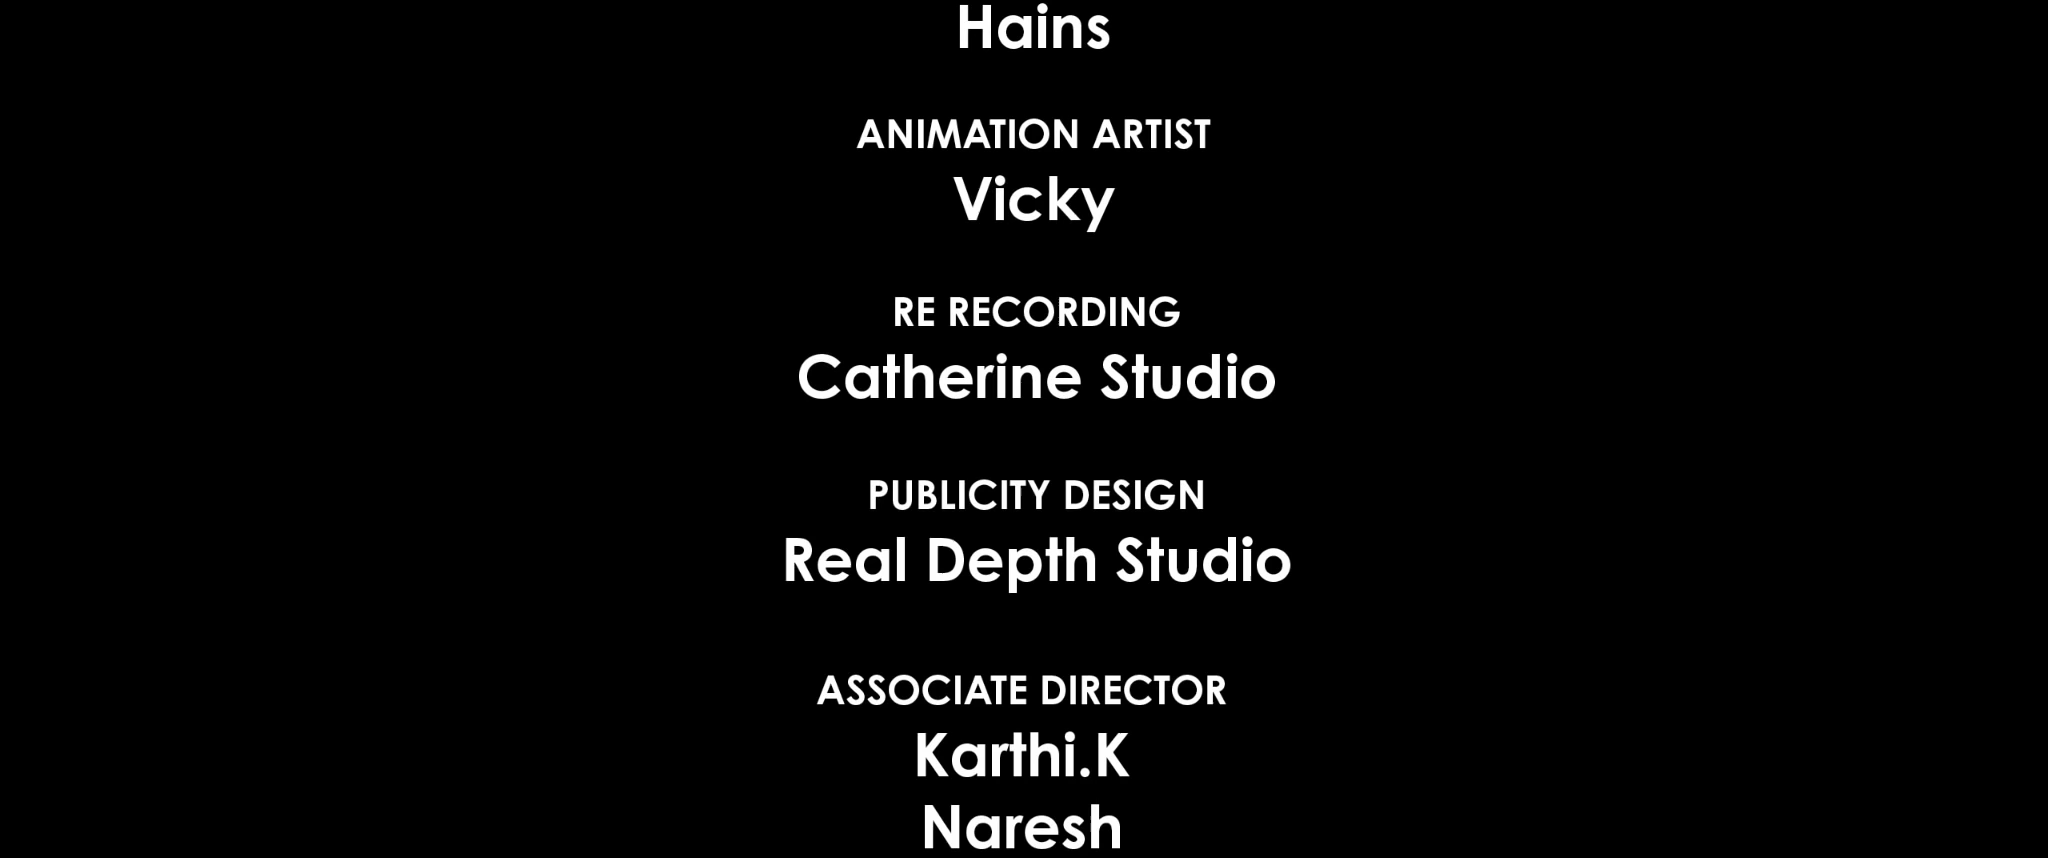 Hains
ANIMATION ARTIST
Vicky
RE RECORDING
Catherine Studio
PUBLICITY DESIGN
Real Depth Studio
ASSOCIATE DIRECTOR
Karthi.K
Naresh